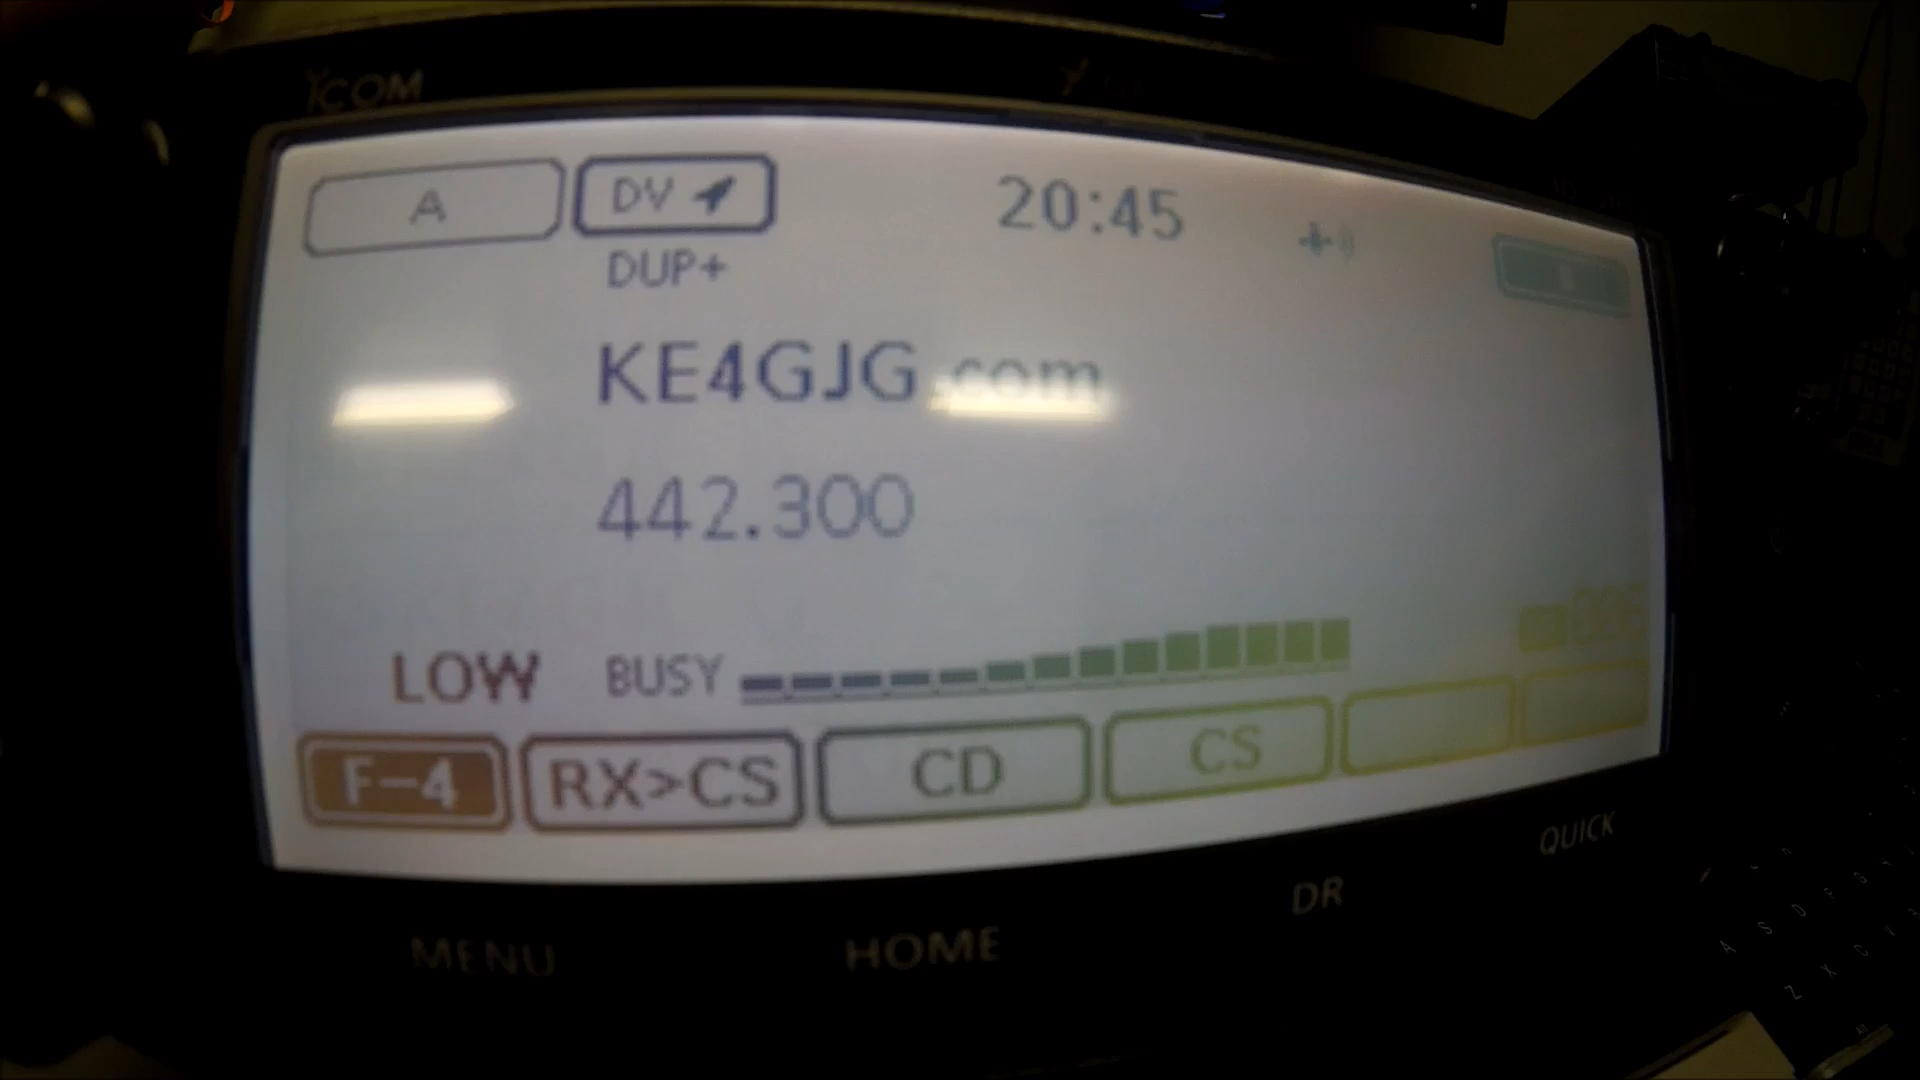 ICOM
A DV 20:45
DUP+
KE4GJG.com
442.300
LOW BUSY
F-4 RX>CS CD CS
MENU HOME DR QUICK
A S D F G
Z X C